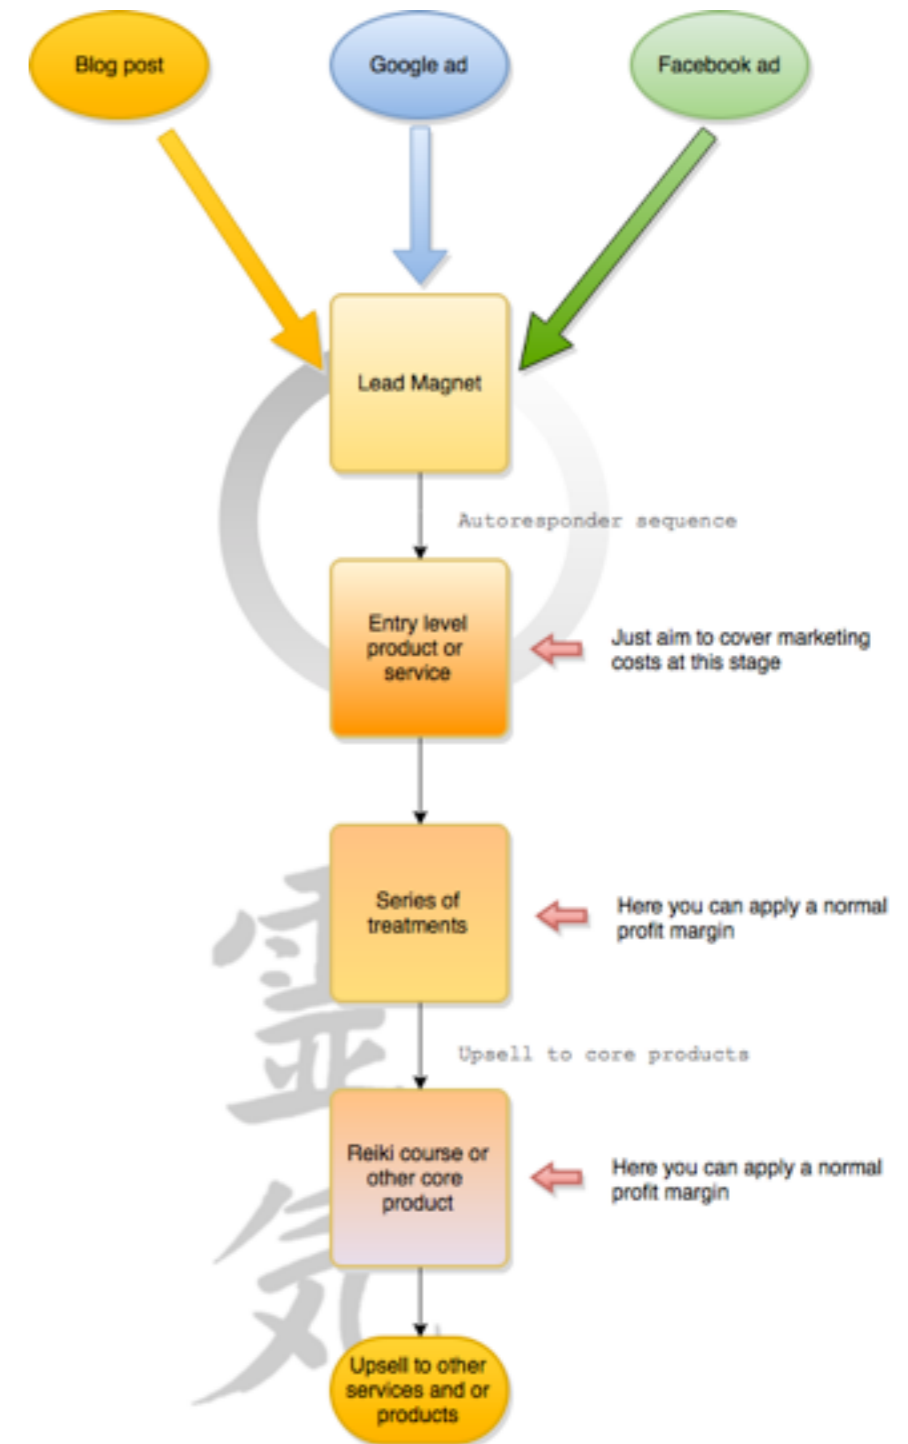 Blog post
Google ad
Facebook ad
Lead Magnet
Autoresponder sequence
Entry level
product or
service
Just aim to cover marketing
costs at this stage
Series of
treatments
Here you can apply a normal
profit margin
Upsell to core products
Reiki course or
other core
product
Here you can apply a normal
profit margin
Upsell to other
services and or
products
霊
気